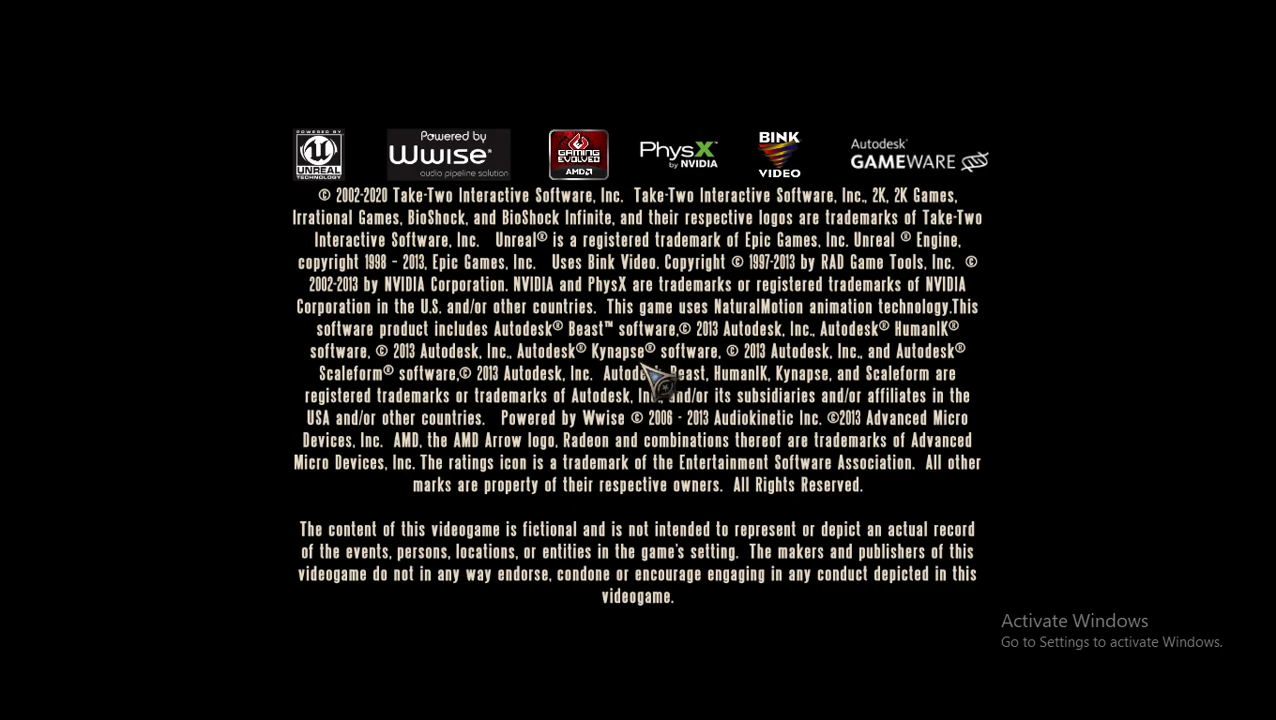 POWERED BY
UNREAL
TECHNOLOGY
Powered by
Wwise®
audio pipeline solution
GAMING
EVOLVED
AMD
PhysX
by NVIDIA
BINK
VIDEO
Autodesk®
GAMEWARE
© 2002-2020 Take-Two Interactive Software, Inc. Take-Two Interactive Software, Inc., 2K, 2K Games,
Irrational Games, BioShock, and BioShock Infinite, and their respective logos are trademarks of Take-Two
Interactive Software, Inc. Unreal® is a registered trademark of Epic Games, Inc. Unreal ® Engine,
copyright 1998 - 2013, Epic Games, Inc. Uses Bink Video. Copyright © 1997-2013 by RAD Game Tools, Inc. ©
2002-2013 by NVIDIA Corporation. NVIDIA and PhysX are trademarks or registered trademarks of NVIDIA
Corporation in the U.S. and/or other countries. This game uses NaturalMotion animation technology.This
software product includes Autodesk® Beast™ software,© 2013 Autodesk, Inc., Autodesk® HumanIK®
software, © 2013 Autodesk, Inc., Autodesk® Kynapse® software, © 2013 Autodesk, Inc., and Autodesk®
Scaleform® software,© 2013 Autodesk, Inc. Autodesk, Beast, HumanIK, Kynapse, and Scaleform are
registered trademarks or trademarks of Autodesk, Inc. and/or its subsidiaries and/or affiliates in the
USA and/or other countries. Powered by Wwise © 2006 - 2013 Audiokinetic Inc. ©2013 Advanced Micro
Devices, Inc. AMD, the AMD Arrow logo, Radeon and combinations thereof are trademarks of Advanced
Micro Devices, Inc. The ratings icon is a trademark of the Entertainment Software Association. All other
marks are property of their respective owners. All Rights Reserved.
The content of this videogame is fictional and is not intended to represent or depict an actual record
of the events, persons, locations, or entities in the game's setting. The makers and publishers of this
videogame do not in any way endorse, condone or encourage engaging in any conduct depicted in this
videogame.
Activate Windows
Go to Settings to activate Windows.